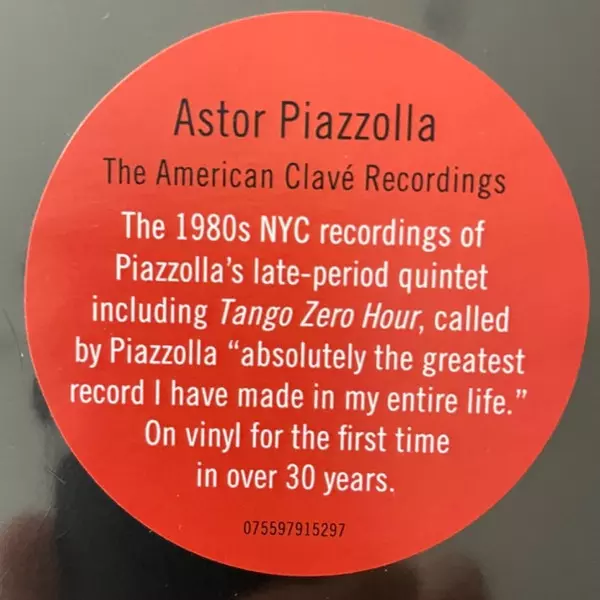 Astor Piazzolla
The American Clavé Recordings
The 1980s NYC recordings of
Piazzolla's late-period quintet
including Tango Zero Hour, called
by Piazzolla “absolutely the greatest
record I have made in my entire life.”
On vinyl for the first time
in over 30 years.
075597915297